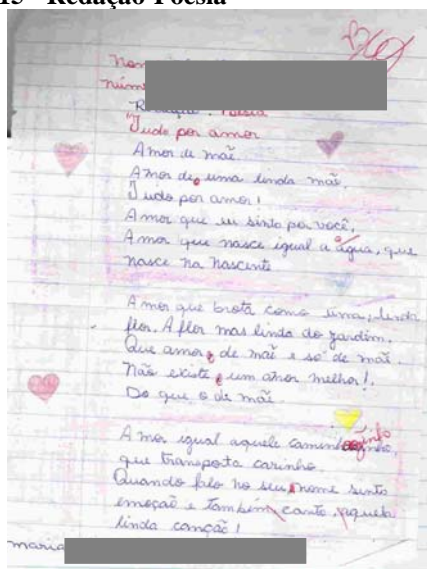 15 - Redação Poesia
Nom
núme
Redação: Poesia
"Tudo por amor
Amor de mãe.
Amor de uma linda mãe.
Tudo por amor!
Amor que eu sinto por você,
Amor que nasce igual a água, que
nasce na nascente
Amor que brota como uma, linda
flor. A flor mas linda do jardim.
Que amor, de mãe e só de mãe.
Não existe um amor melhor!.
Do que o de mãe.
Amor igual aquele caminhozinho,
que transposta carinho.
Quando falo no seu nome sinto
emoção e também canto, aquela
linda canção!
maria